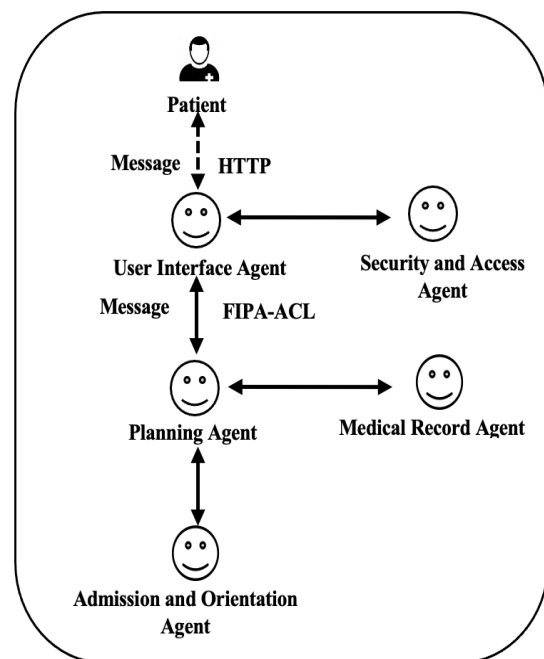 Patient
Message HTTP
User Interface Agent
Security and Access
Agent
Message FIPA-ACL
Planning Agent
Medical Record Agent
Admission and Orientation
Agent